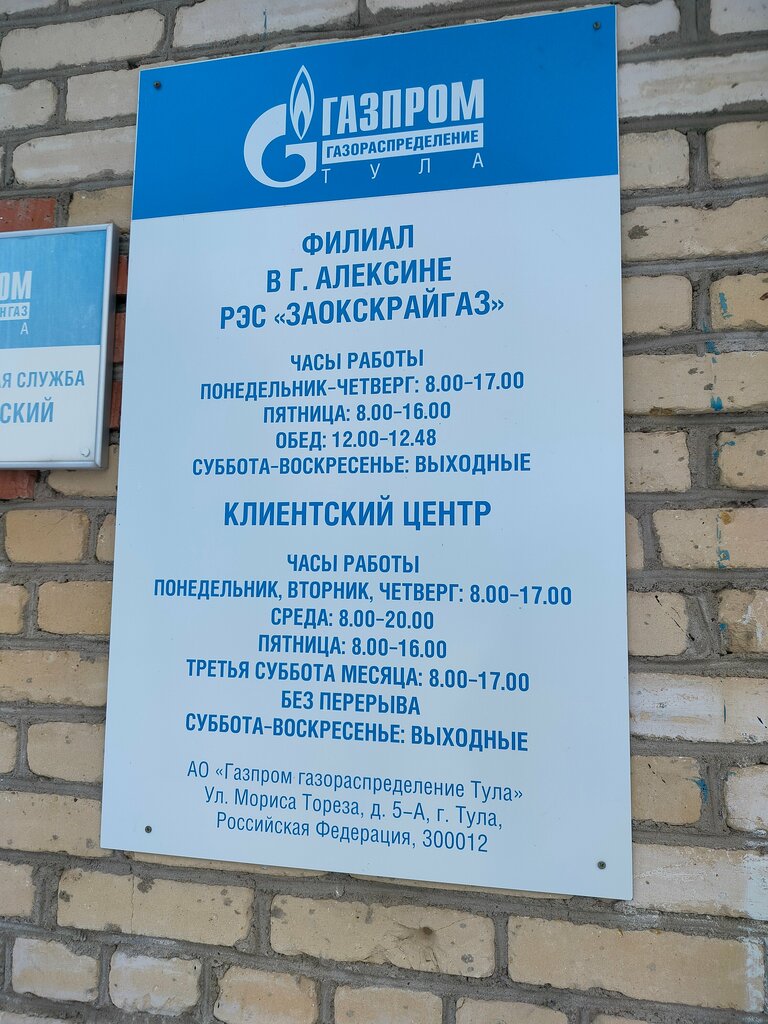 ГАЗПРОМ
ГАЗОРАСПРЕДЕЛЕНИЕ
ТУЛА
ФИЛИАЛ
В Г. АЛЕКСИНЕ
РЭС «ЗАОКСКРАЙГАЗ»
ЧАСЫ РАБОТЫ
ПОНЕДЕЛЬНИК-ЧЕТВЕРГ: 8.00-17.00
ПЯТНИЦА: 8.00-16.00
ОБЕД: 12.00-12.48
СУББОТА-ВОСКРЕСЕНЬЕ: ВЫХОДНЫЕ
КЛИЕНТСКИЙ ЦЕНТР
ЧАСЫ РАБОТЫ
ПОНЕДЕЛЬНИК, ВТОРНИК, ЧЕТВЕРГ: 8.00-17.00
СРЕДА: 8.00-20.00
ПЯТНИЦА: 8.00-16.00
ТРЕТЬЯ СУББОТА МЕСЯЦА: 8.00-17.00
БЕЗ ПЕРЕРЫВА
СУББОТА-ВОСКРЕСЕНЬЕ: ВЫХОДНЫЕ
АО «Газпром газораспределение Тула»
Ул. Мориса Тореза, д. 5-А, г. Тула,
Российская Федерация, 300012
СЛУЖБА